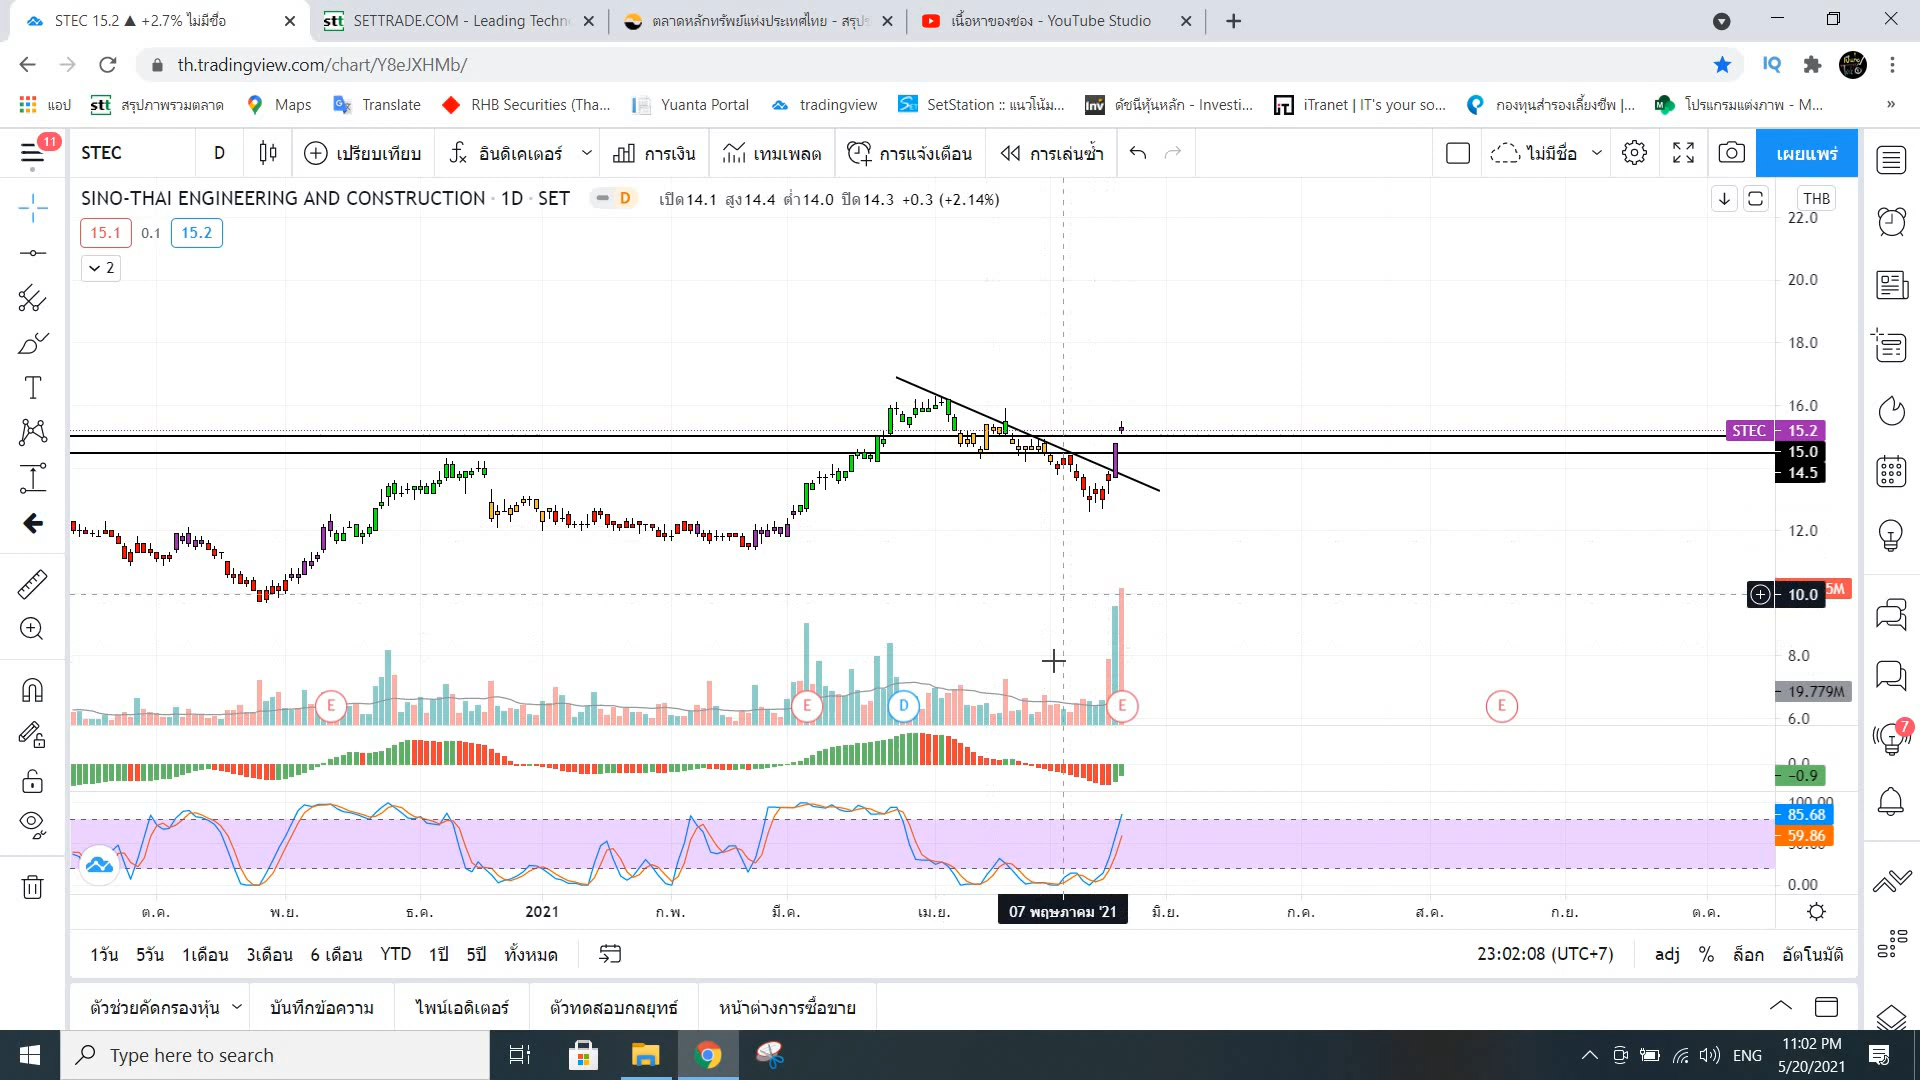 STEC 15.2 ▲ +2.7% ไม่มีชื่อ
SETTRADE.COM - Leading Techn
ตลาดหลักทรัพย์แห่งประเทศไทย - สรุป
เนื้อหาของช่อง - YouTube Studio
th.tradingview.com/chart/Y8eJXHMb/
IQ
แอป
stt สรุปภาพรวมตลาด
Maps
Translate
RHB Securities (Tha...
Yuanta Portal
tradingview
SetStation :: แนวโน้ม...
Inv ดัชนีหุ้นหลัก - Investi...
iTranet | IT's your so...
กองทุนสำรองเลี้ยงชีพ |...
โปรแกรมแต่งภาพ - M...
»
11
STEC
D
เปรียบเทียบ
อินดิเคเตอร์
การเงิน
เทมเพลต
การแจ้งเตือน
การเล่นซ้ำ
ไม่มีชื่อ
เผยแพร่
SINO-THAI ENGINEERING AND CONSTRUCTION · 1D · SET
D
เปิด14.1 สูง14.4 ต่ำ14.0 ปิด14.3 +0.3 (+2.14%)
THB
15.1 0.1 15.2
2
22.0
20.0
18.0
16.0
STEC 15.2
15.0
14.5
12.0
10.0
5M
8.0
19.779M
6.0
E
E
D
E
E
7
0.0
-0.9
100.00
85.68
59.86
0.00
ต.ค.
พ.ย.
ธ.ค.
2021
ก.พ.
มี.ค.
เม.ย.
07 พฤษภาคม '21
มิ.ย.
ก.ค.
ส.ค.
ก.ย.
ต.ค.
1วัน 5วัน 1เดือน 3เดือน 6 เดือน YTD 1ปี 5ปี ทั้งหมด
23:02:08 (UTC+7)
adj % ล็อก อัตโนมัติ
ตัวช่วยคัดกรองหุ้น
บันทึกข้อความ
ไพน์เอดิเตอร์
ตัวทดสอบกลยุทธ์
หน้าต่างการซื้อขาย
Type here to search
ENG
11:02 PM
5/20/2021